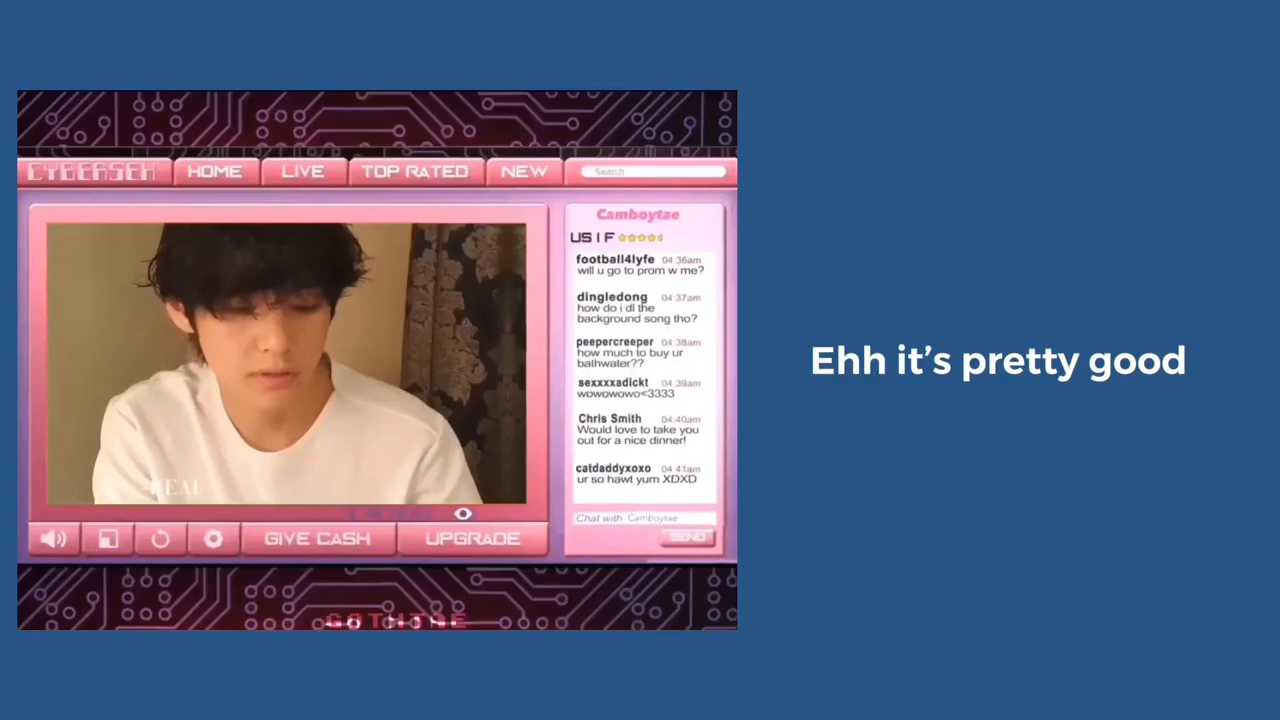 CYBERSEX
HOME
LIVE
TOP RATED
NEW
Search
Camboytae
US I F
football4lyfe 04:36am
will u go to prom w me?
dingledong 04:37am
how do i dl the
background song tho?
peepercreeper 04:38am
how much to buy ur
bathwater??
sexxxxadickt 04:39am
wowowowo<3333
Chris Smith 04:40am
Would love to take you
out for a nice dinner!
catdaddyxoxo 04:41am
ur so hawt yum XDXD
Chat with Camboytae
SEND
GIVE CASH
UPGRADE
GOTHTAE
Ehh it’s pretty good